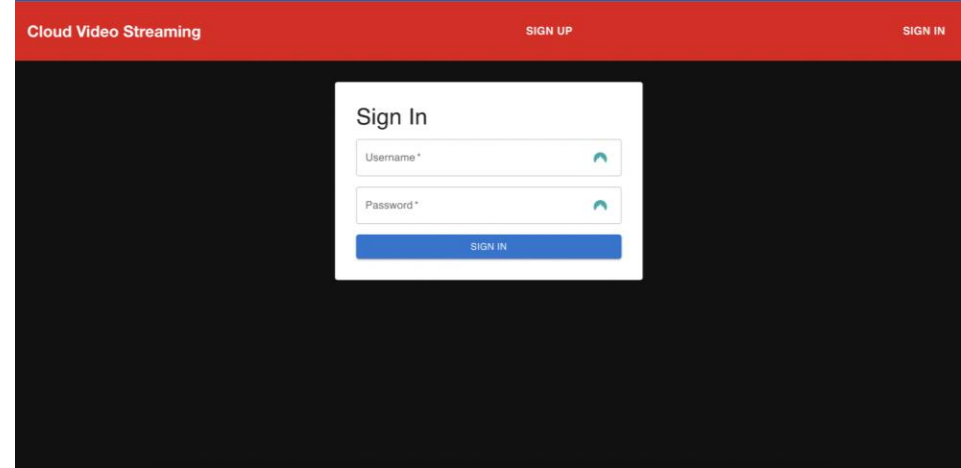 Cloud Video Streaming
SIGN UP
SIGN IN
Sign In
Username *
Password *
SIGN IN